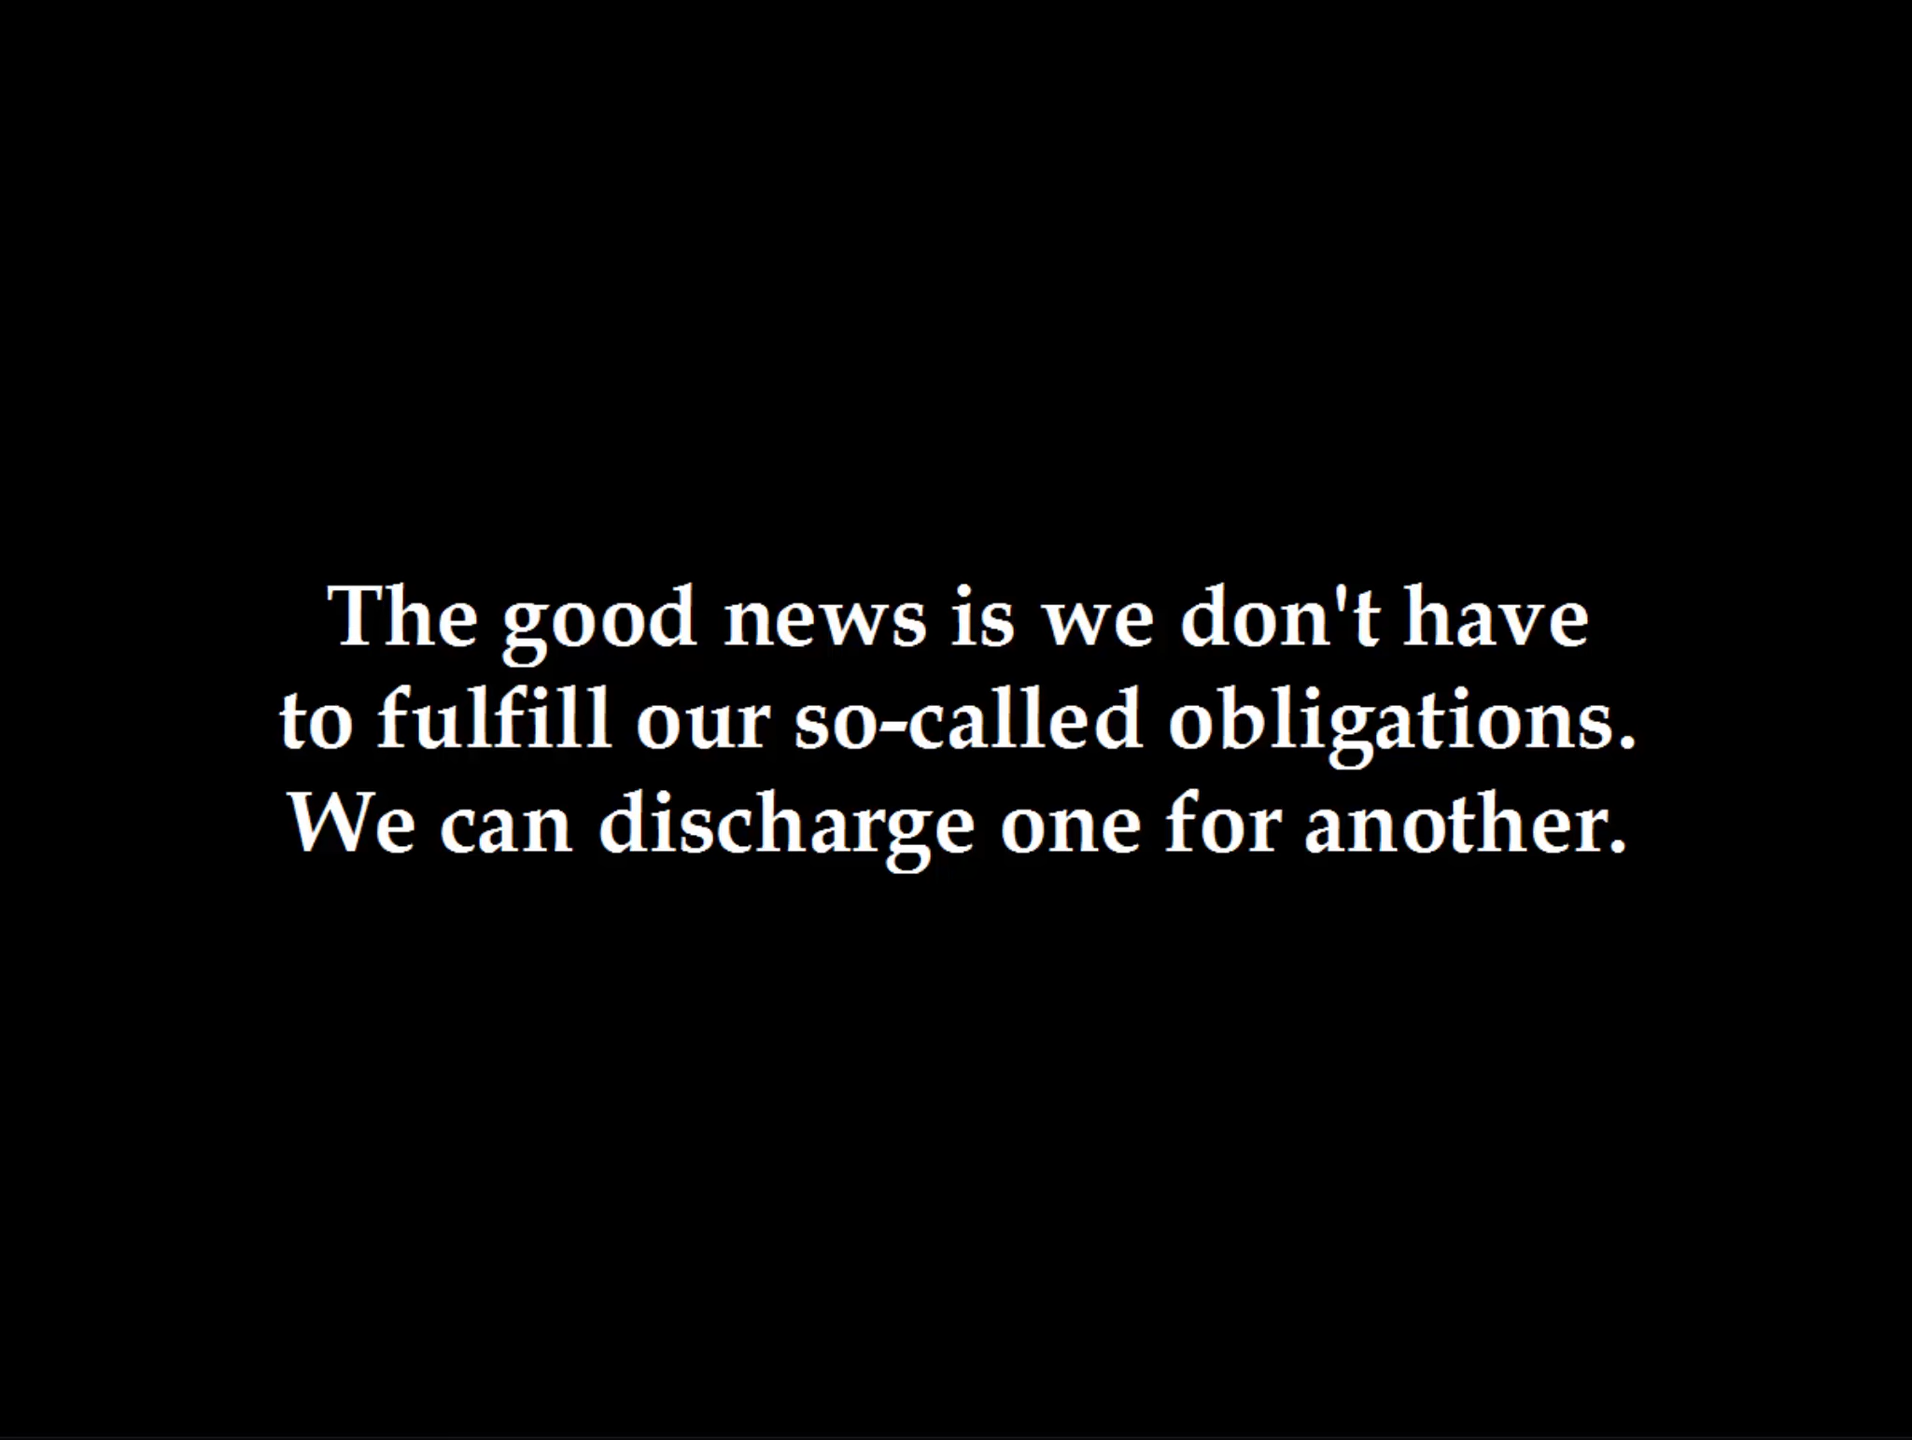 The good news is we don't have
to fulfill our so-called obligations.
We can discharge one for another.